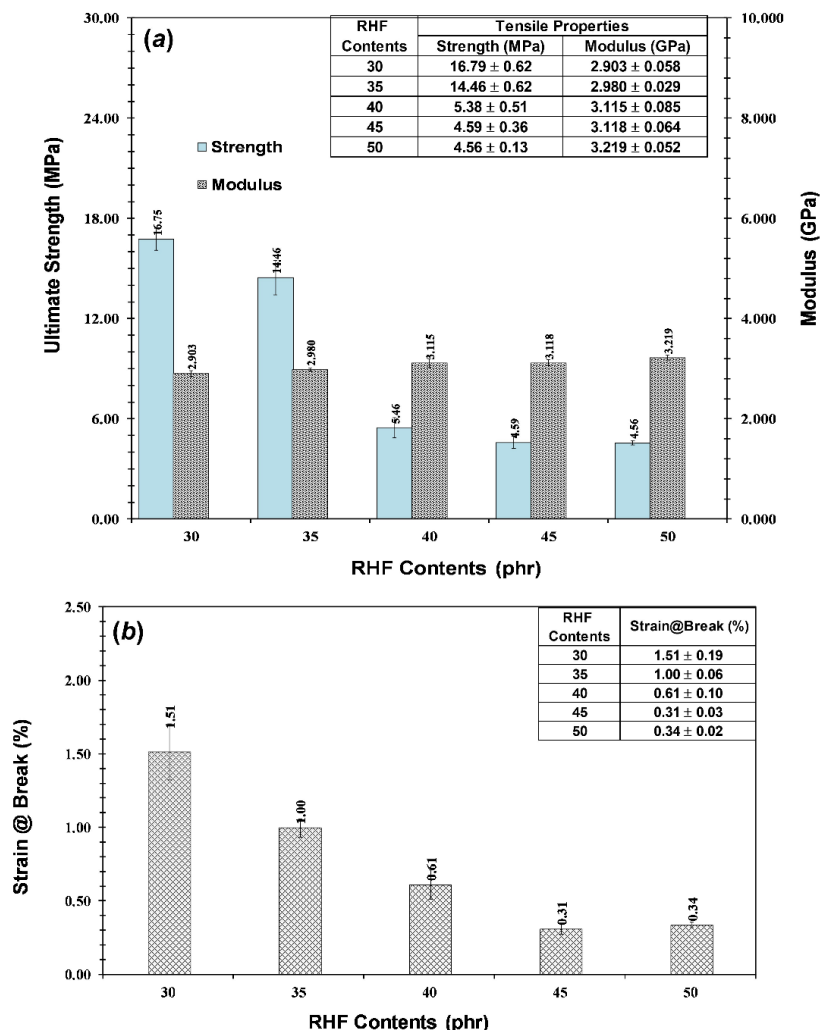 (a)
RHF Contents Tensile Properties
Strength (MPa) Modulus (GPa)
30 16.79 ± 0.62 2.903 ± 0.058
35 14.46 ± 0.62 2.980 ± 0.029
40 5.38 ± 0.51 3.115 ± 0.085
45 4.59 ± 0.36 3.118 ± 0.064
50 4.56 ± 0.13 3.219 ± 0.052
Strength
Modulus
Ultimate Strength (MPa)
30.00
24.00
18.00
12.00
6.00
0.00
16.75
2.903
14.46
2.980
5.46
3.115
4.59
3.118
4.56
3.219
10.000
8.000
6.000
4.000
2.000
0.000
Modulus (GPa)
30 35 40 45 50
RHF Contents (phr)
(b)
RHF Contents Strain@Break (%)
30 1.51 ± 0.19
35 1.00 ± 0.06
40 0.61 ± 0.10
45 0.31 ± 0.03
50 0.34 ± 0.02
Strain @ Break (%)
2.50
2.00
1.50
1.00
0.50
0.00
1.51
1.00
0.61
0.31
0.34
30 35 40 45 50
RHF Contents (phr)